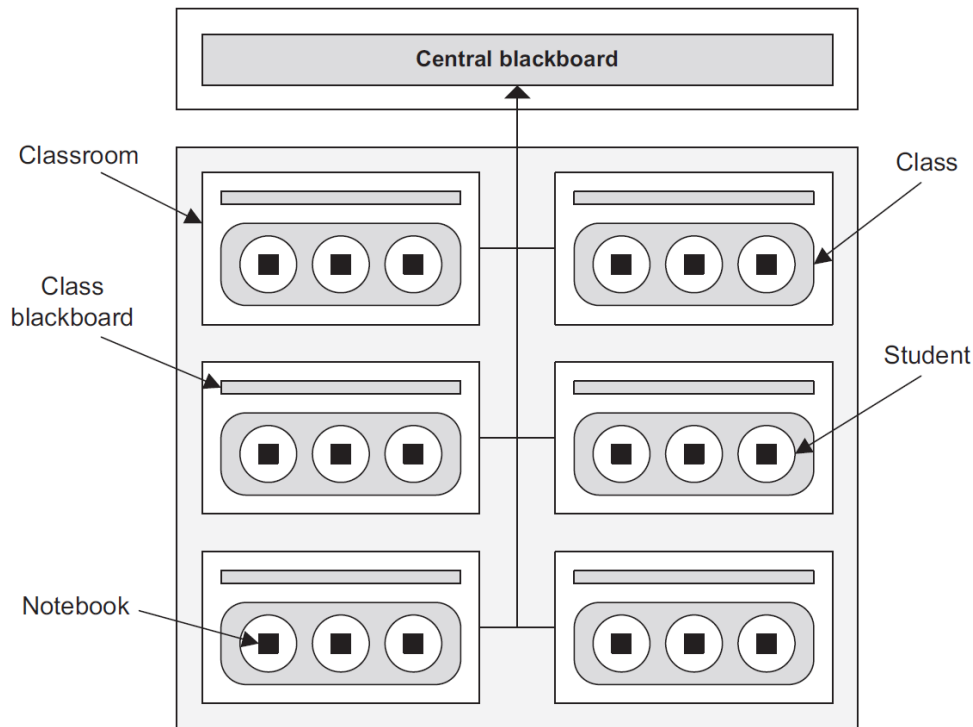 Central blackboard
Classroom
Class
Class
blackboard
Student
Notebook